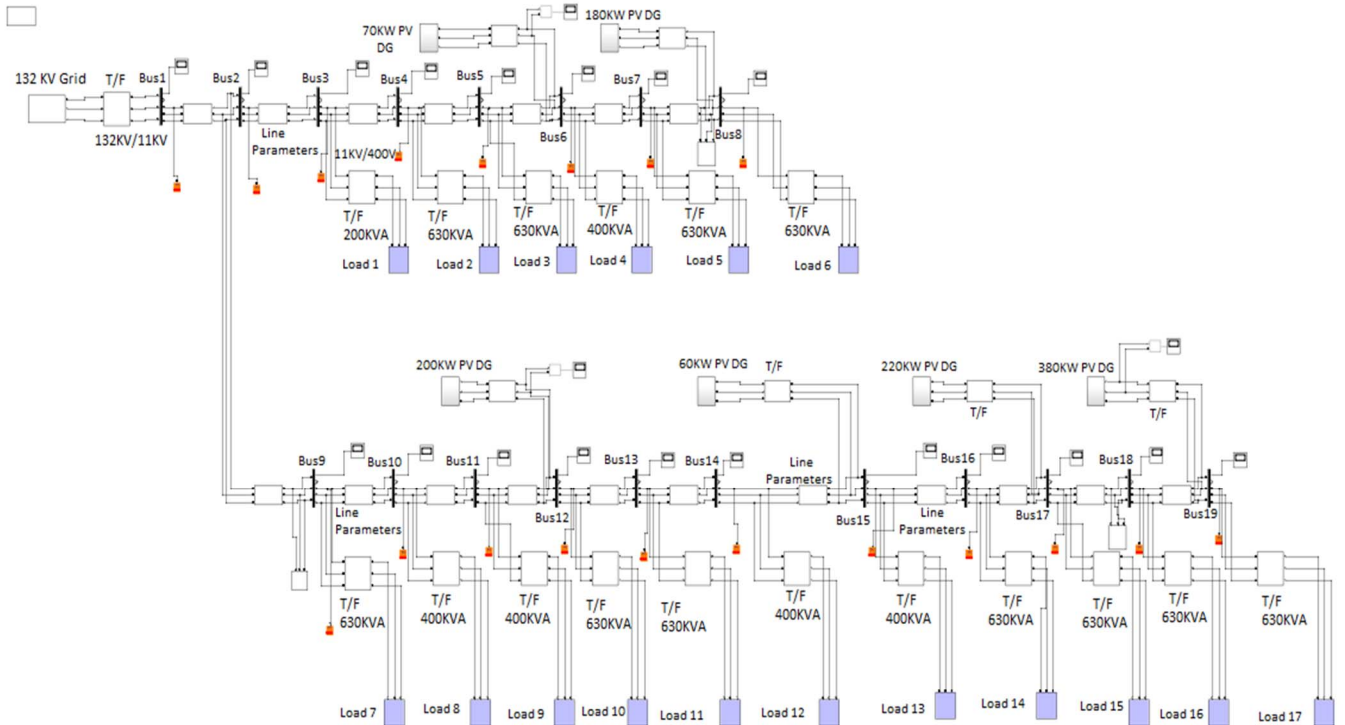 70KW PV
DG
180KW PV DG
132 KV Grid
T/F
Bus1
Bus2
Bus3
Bus4
Bus5
Bus6
Bus7
Bus8
132KV/11KV
Line
Parameters
11KV/400V
T/F
200KVA
T/F
630KVA
T/F
630KVA
T/F
400KVA
T/F
630KVA
T/F
630KVA
Load 1
Load 2
Load 3
Load 4
Load 5
Load 6
200KW PV DG
60KW PV DG
T/F
220KW PV DG
T/F
380KW PV DG
T/F
Bus9
Bus10
Bus11
Bus12
Bus13
Bus14
Line
Parameters
Bus15
Bus16
Bus17
Bus18
Bus19
Line
Parameters
Line
Parameters
T/F
630KVA
T/F
400KVA
T/F
400KVA
T/F
630KVA
T/F
630KVA
T/F
400KVA
T/F
400KVA
T/F
630KVA
T/F
630KVA
T/F
630KVA
T/F
630KVA
Load 7
Load 8
Load 9
Load 10
Load 11
Load 12
Load 13
Load 14
Load 15
Load 16
Load 17